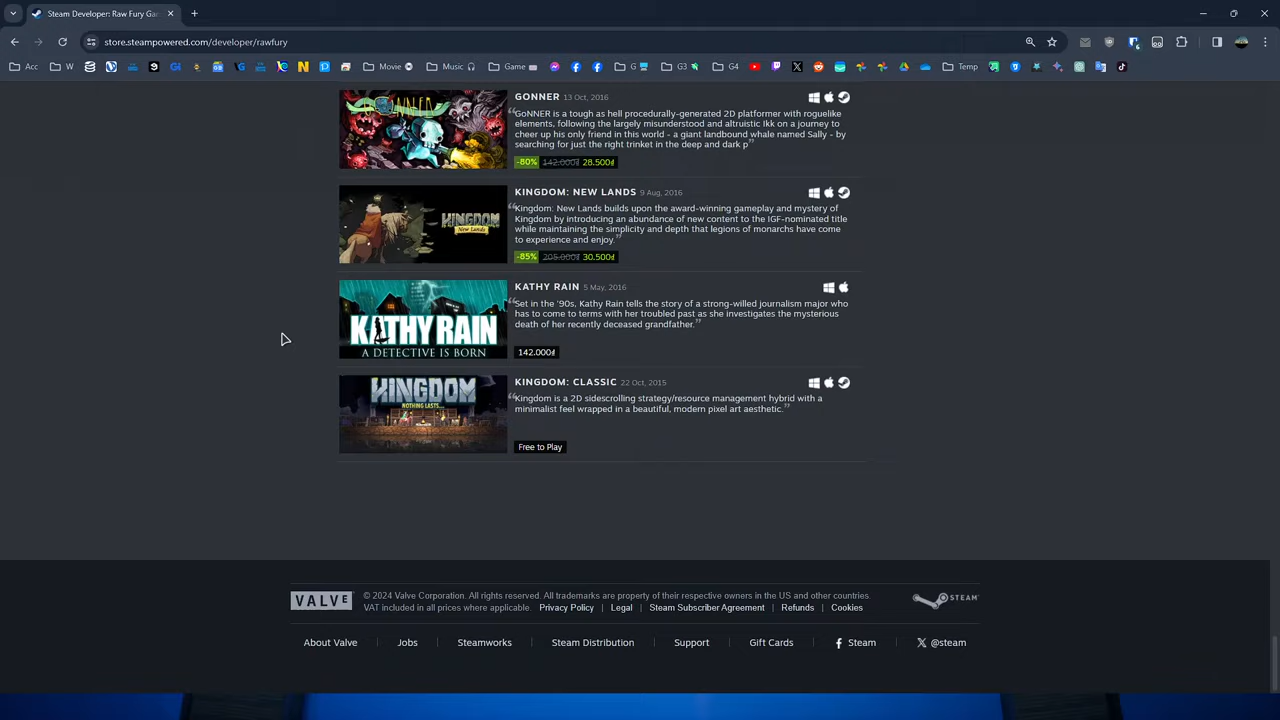 Steam Developer: Raw Fury Ga
store.steampowered.com/developer/rawfury
Acc
W
Movie
Music
Game
G
G3
G4
Temp
GONNER 13 Oct, 2016
GoNNER is a tough as hell procedurally-generated 2D platformer with roguelike
elements, following the largely misunderstood and altruistic Ikk on a journey to
cheer up his only friend in this world - a giant landbound whale named Sally - by
searching for just the right trinket in the deep and dark p
-80% 142.000₫ 28.500₫
KINGDOM
New Lands
KINGDOM: NEW LANDS 9 Aug, 2016
Kingdom: New Lands builds upon the award-winning gameplay and mystery of
Kingdom by introducing an abundance of new content to the IGF-nominated title
while maintaining the simplicity and depth that legions of monarchs have come
to experience and enjoy.
-85% 205.000₫ 30.500₫
KATHY RAIN
A DETECTIVE IS BORN
KATHY RAIN 5 May, 2016
Set in the '90s, Kathy Rain tells the story of a strong-willed journalism major who
has to come to terms with her troubled past as she investigates the mysterious
death of her recently deceased grandfather.
142.000₫
KINGDOM
NOTHING LASTS...
KINGDOM: CLASSIC 22 Oct, 2015
Kingdom is a 2D sidescrolling strategy/resource management hybrid with a
minimalist feel wrapped in a beautiful, modern pixel art aesthetic.
Free to Play
VALVE
© 2024 Valve Corporation. All rights reserved. All trademarks are property of their respective owners in the US and other countries.
VAT included in all prices where applicable. Privacy Policy | Legal | Steam Subscriber Agreement | Refunds | Cookies
STEAM
About Valve | Jobs | Steamworks | Steam Distribution | Support | Gift Cards | Steam | @steam